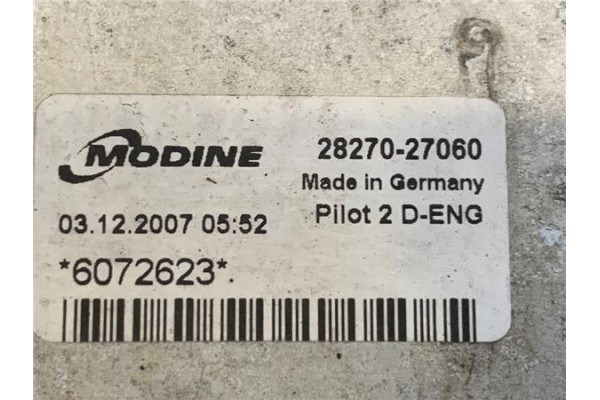 MODINE
28270-27060
Made in Germany
03.12.2007 05:52
Pilot 2 D-ENG
*6072623*.